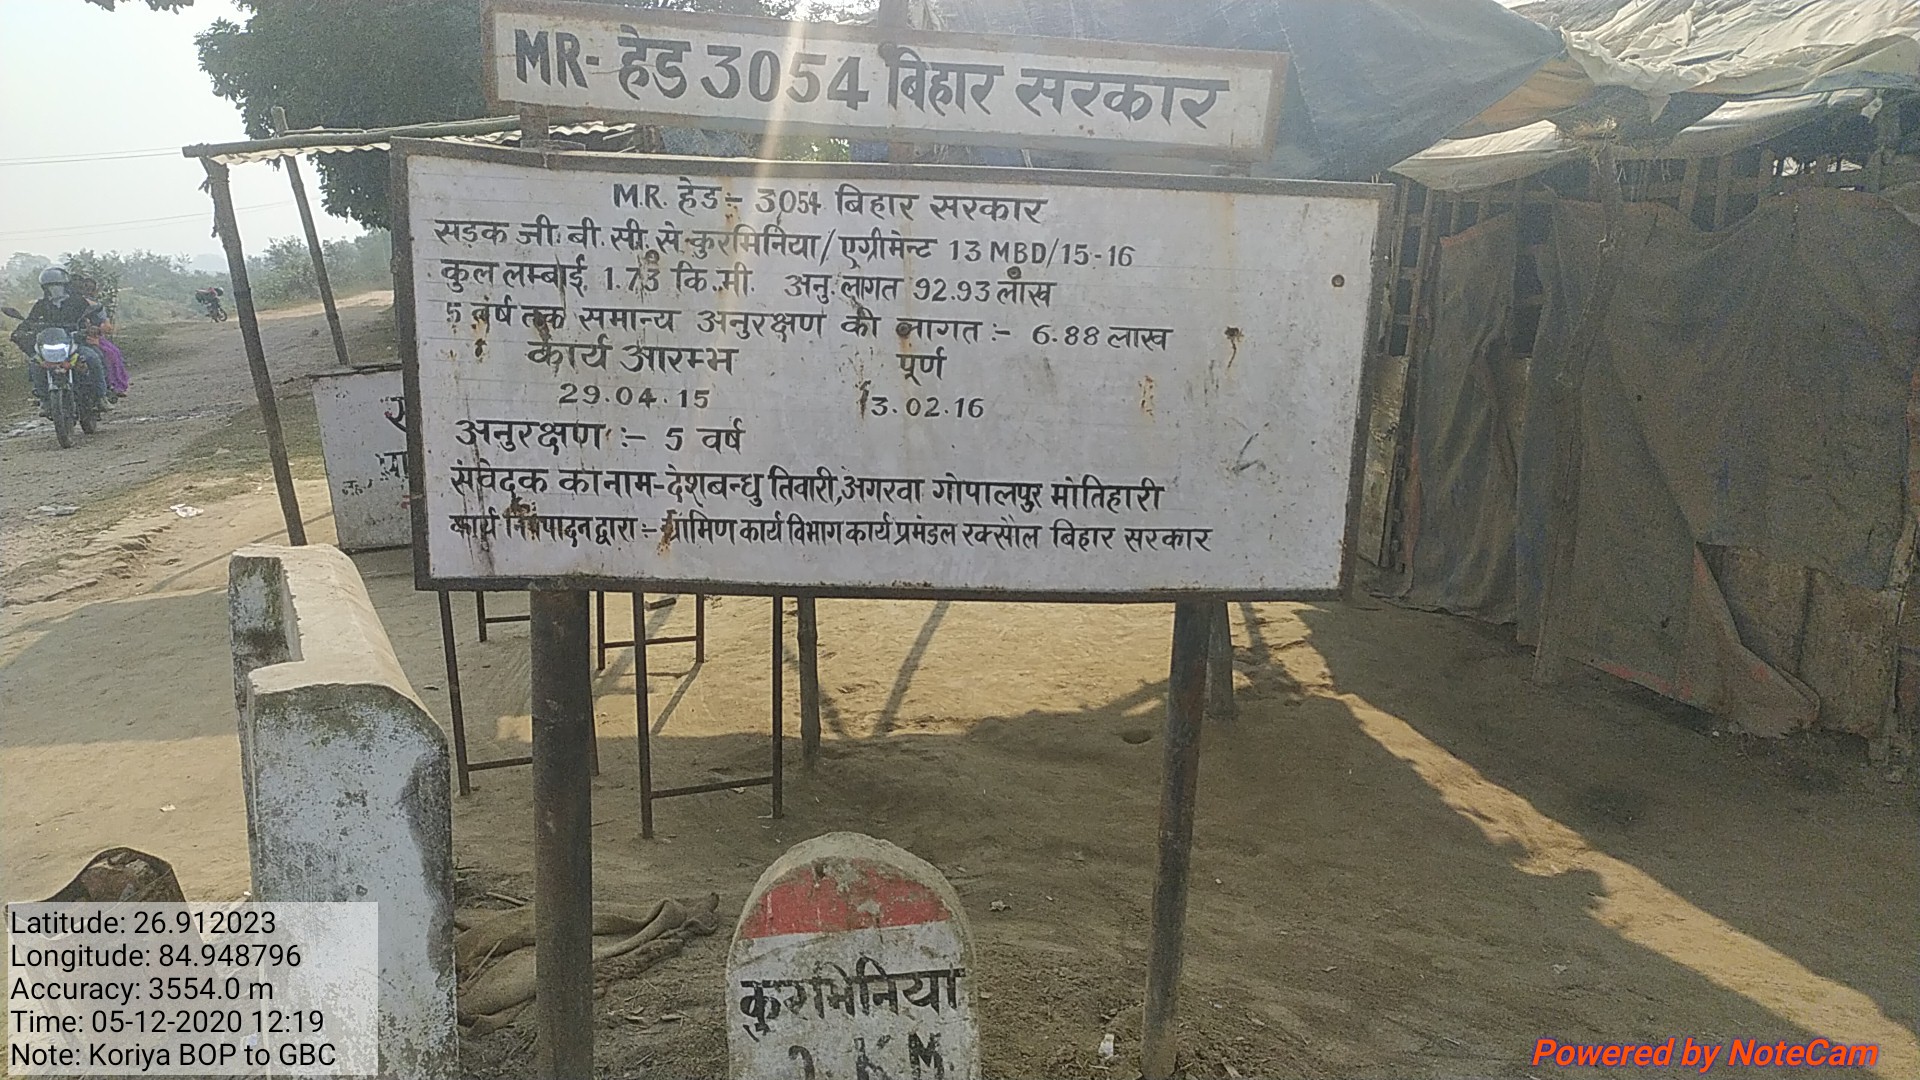 MR- हेड 3054 बिहार सरकार
M.R. हेड:- 3054 बिहार सरकार
सड़क जी. बी. सी. से कुरमिनिया/एग्रीमेन्ट 13 MBD/15-16
कुल लम्बाई 1.73 कि.मी. अनु. लागत 92.93 लाख
5 वर्ष तक समान्य अनुरक्षण की लागत :- 6.88 लाख
कार्य आरम्भ पूर्ण
29.04.15 13.02.16
अनुरक्षण :- 5 वर्ष
संवेदक का नाम-देशबन्धु तिवारी,अगरवा गोपालपुर मोतिहारी
कार्य निष्पादन द्वारा :- ग्रामिण कार्य विभाग कार्य प्रमंडल रक्सौल बिहार सरकार
कुरमिनिया
KM
Latitude: 26.912023
Longitude: 84.948796
Accuracy: 3554.0 m
Time: 05-12-2020 12:19
Note: Koriya BOP to GBC
Powered by NoteCam